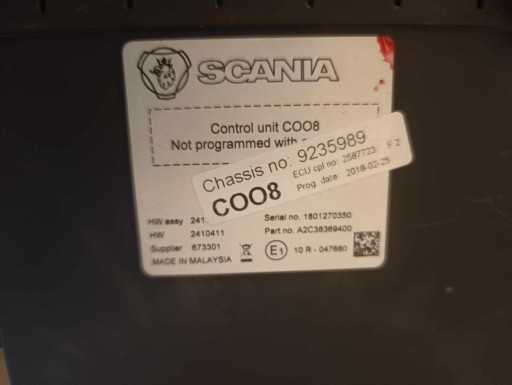 SCANIA
Control unit COO8
Not programmed with
Chassis no: 9235989
ECU cpl no: 2587723 F 2
COO8 Prog. date: 2018-02-25
HW assy 241
Serial no. 1801270350
HW 2410411
Part no. A2C38369400
Supplier 673301
MADE IN MALAYSIA
E1 10 R - 047680